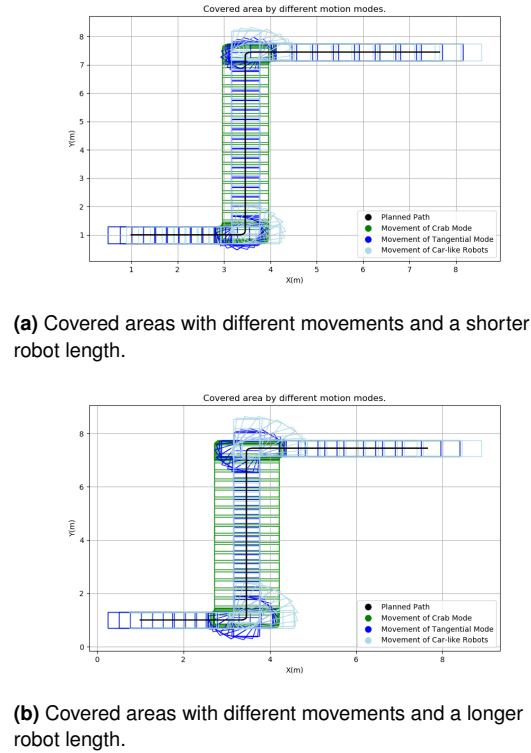 Covered area by different motion modes.
8
7
6
5
4
3
2
1
Y(m)
1 2 3 4 5 6 7 8
X(m)
Planned Path
Movement of Crab Mode
Movement of Tangential Mode
Movement of Car-like Robots
(a) Covered areas with different movements and a shorter
robot length.
Covered area by different motion modes.
8
6
4
2
0
Y(m)
0 2 4 6 8
X(m)
Planned Path
Movement of Crab Mode
Movement of Tangential Mode
Movement of Car-like Robots
(b) Covered areas with different movements and a longer
robot length.